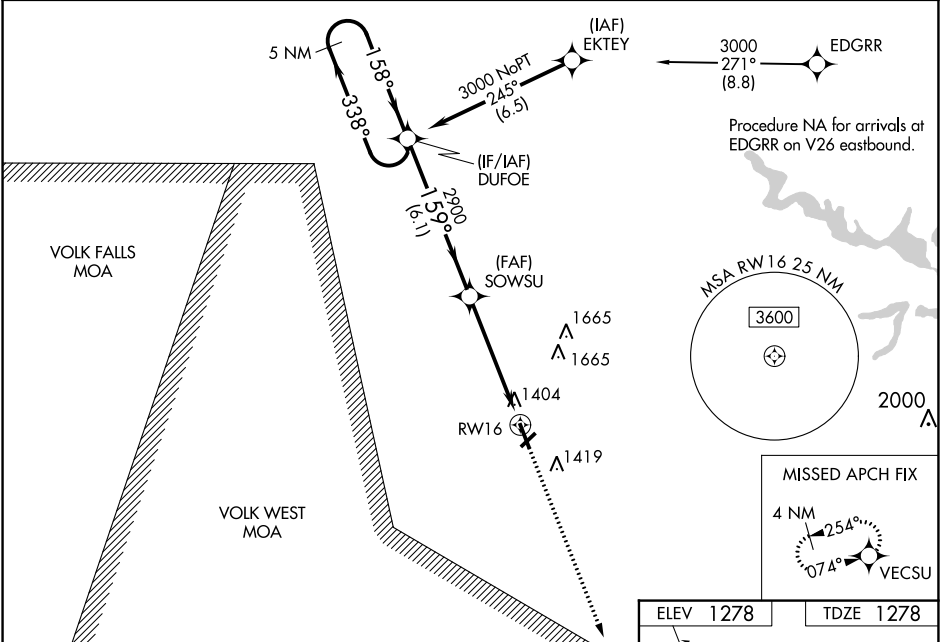 (IAF)
EKTEY
5 NM
158°
338°
3000 NoPT
245°
(6.5)
3000
271°
(8.8)
EDGRR
Procedure NA for arrivals at
EDGRR on V26 eastbound.
(IF/IAF)
DUFOE
2900
159°
(6.1)
VOLK FALLS
MOA
(FAF)
SOWSU
MSA RW16 25 NM
3600
1665
1665
1404
RW16
2000
1419
VOLK WEST
MOA
MISSED APCH FIX
4 NM
254°
074°
VECSU
ELEV 1278
TDZE 1278